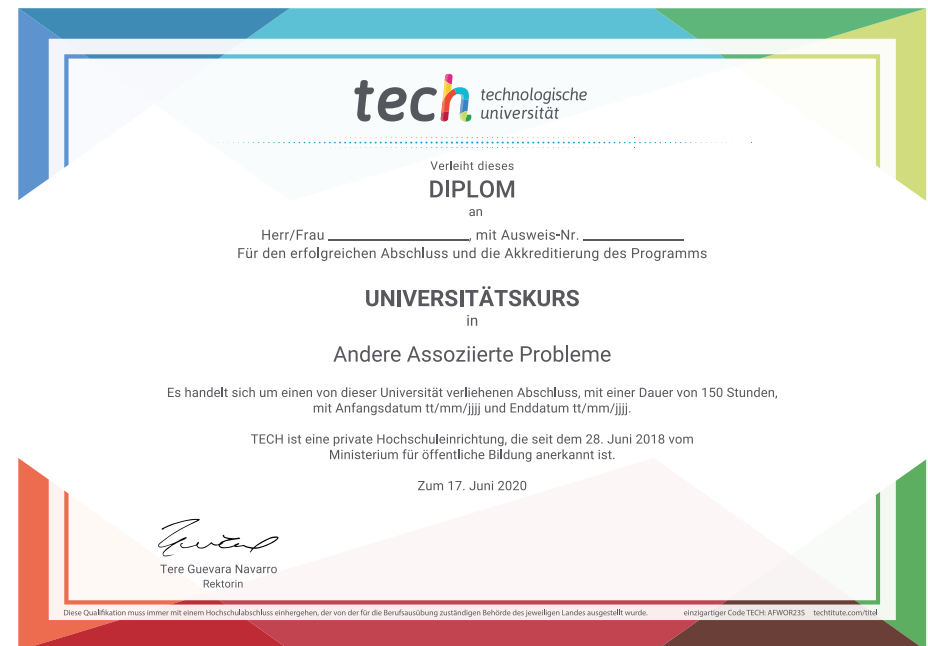 tech technologische
universität
Verleiht dieses
DIPLOM
an
Herr/Frau ____________________, mit Ausweis-Nr. ______________
Für den erfolgreichen Abschluss und die Akkreditierung des Programms
UNIVERSITÄTSKURS
in
Andere Assoziierte Probleme
Es handelt sich um einen von dieser Universität verliehenen Abschluss, mit einer Dauer von 150 Stunden,
mit Anfangsdatum tt/mm/jjjj und Enddatum tt/mm/jjjj.
TECH ist eine private Hochschuleinrichtung, die seit dem 28. Juni 2018 vom
Ministerium für öffentliche Bildung anerkannt ist.
Zum 17. Juni 2020
Tere Guevara Navarro
Rektorin
Diese Qualifikation muss immer mit einem Hochschulabschluss einhergehen, der von der für die Berufsausübung zuständigen Behörde des jeweiligen Landes ausgestellt wurde. einzigartiger Code TECH: AFWOR23S techtitute.com/titel